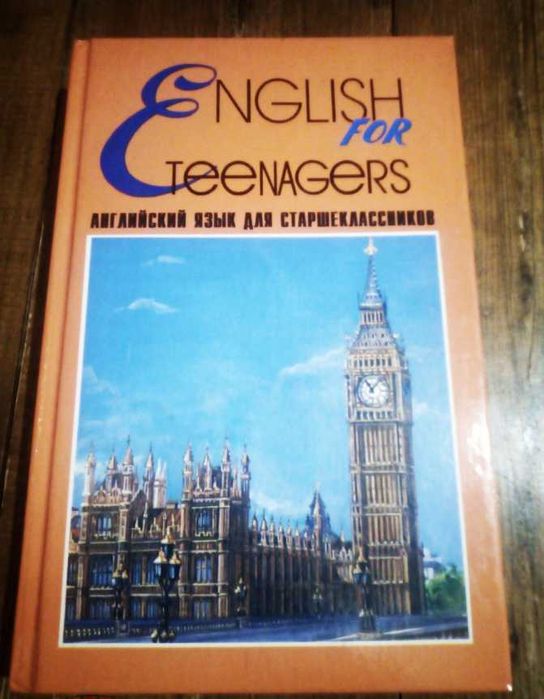 ENGLISH
FOR
TEENAGERS
АНГЛИЙСКИЙ ЯЗЫК ДЛЯ СТАРШЕКЛАССНИКОВ